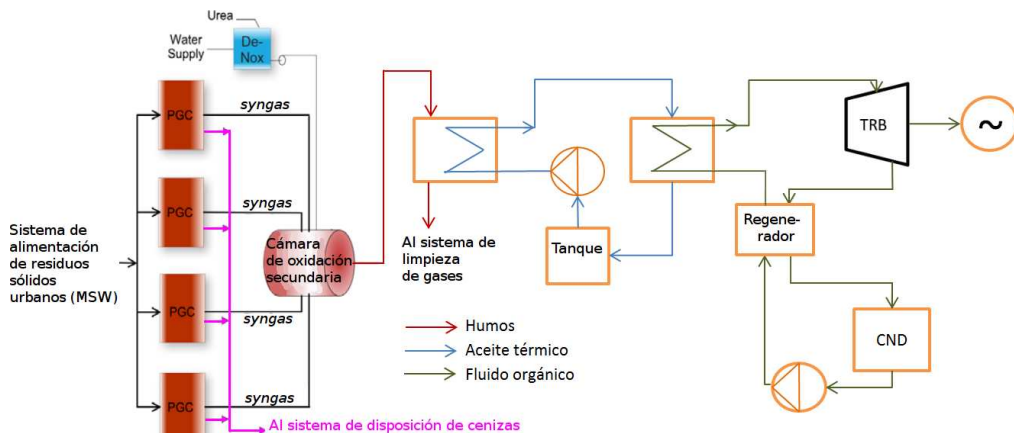 Urea
Water
Supply
De-
Nox
PGC
syngas
PGC
syngas
Sistema de
alimentación
de residuos
sólidos
urbanos (MSW)
Cámara
de oxidación
secundaria
PGC
syngas
PGC
syngas
Al sistema de disposición de cenizas
Al sistema de
limpieza
de gases
Tanque
TRB
~
Regene-
rador
CND
Humos
Aceite térmico
Fluido orgánico